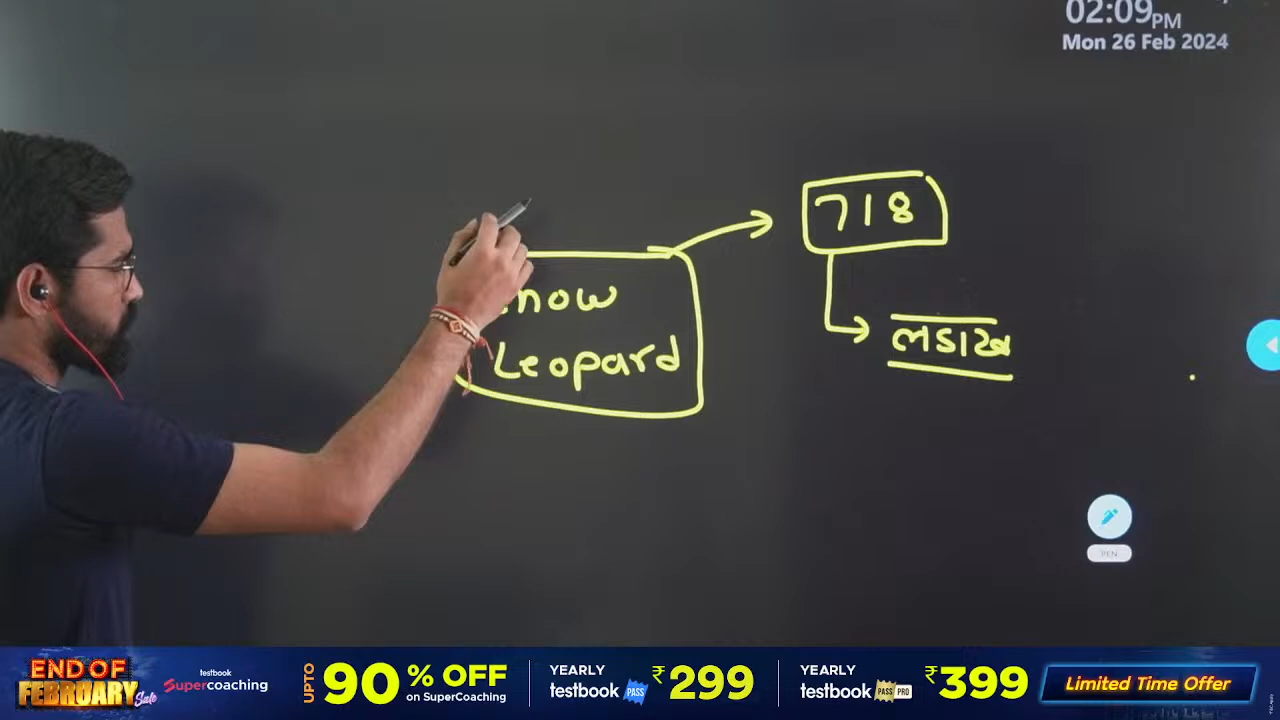 02:09PM
Mon 26 Feb 2024
718
now
Leopard
लडाख
PEN
END OF
FEBRUARY
Sale
testbook
Supercoaching
UPTO 90% OFF
on SuperCoaching
YEARLY
testbook PASS
₹299
YEARLY
testbook PASS PRO
₹399
Limited Time Offer